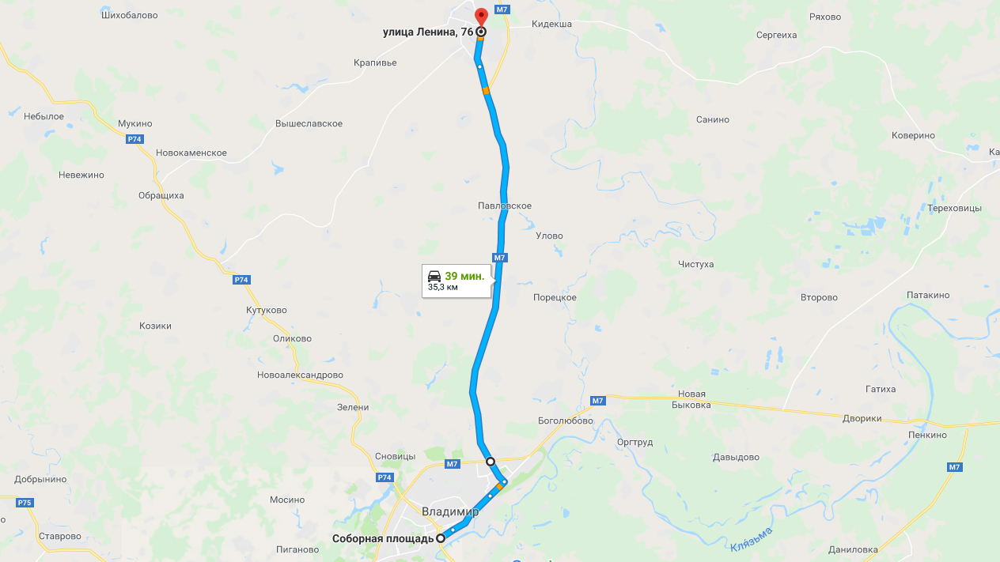 М7
Шихобалово
Ряхово
Кидекша
улица Ленина, 76
Сергеиха
Крапивье
Небылое
Мукино
Вышеславское
Санино
Р74
Коверино
Новокаменское
Ка
Невежино
Обращиха
Павловское
Тереховицы
Улово
М7
Чистуха
39 мин.
35,3 км
Р74
Порецкое
Второво
Патакино
Кутуково
Козики
Оликово
Новоалександрово
Гатиха
Новая
Быковка
М7
Зелени
Боголюбово
Дворики
Пенкино
Оргтруд
Сновицы
М7
Давыдово
М7
Р74
Добрынино
Мосино
Р75
Владимир
о
Ставрово
Соборная площадь
Клязьма
Пиганово
Даниловка